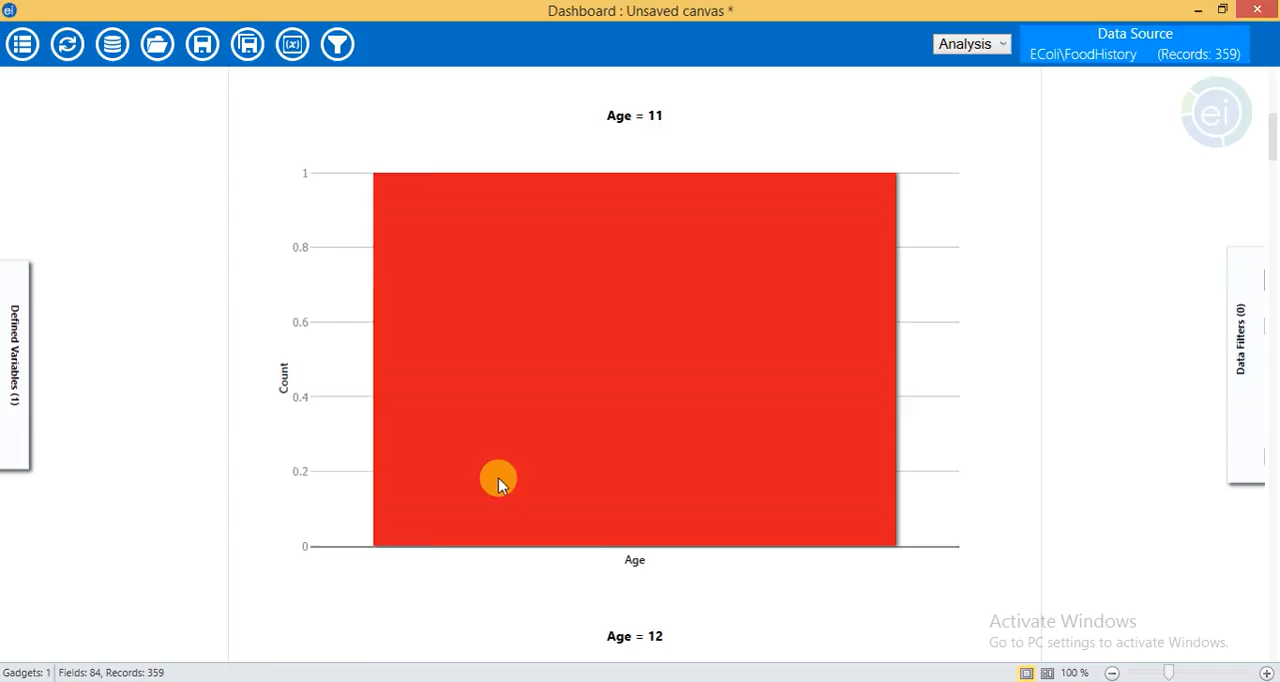 ei
Dashboard : Unsaved canvas *
(x)
Analysis
Data Source
EColi\FoodHistory (Records: 359)
ei
Age = 11
1
0.8
0.6
0.4
0.2
0
Count
Age
Defined Variables (1)
Data Filters (0)
Age = 12
Activate Windows
Go to PC settings to activate Windows.
Gadgets: 1 Fields: 84, Records: 359
100 %